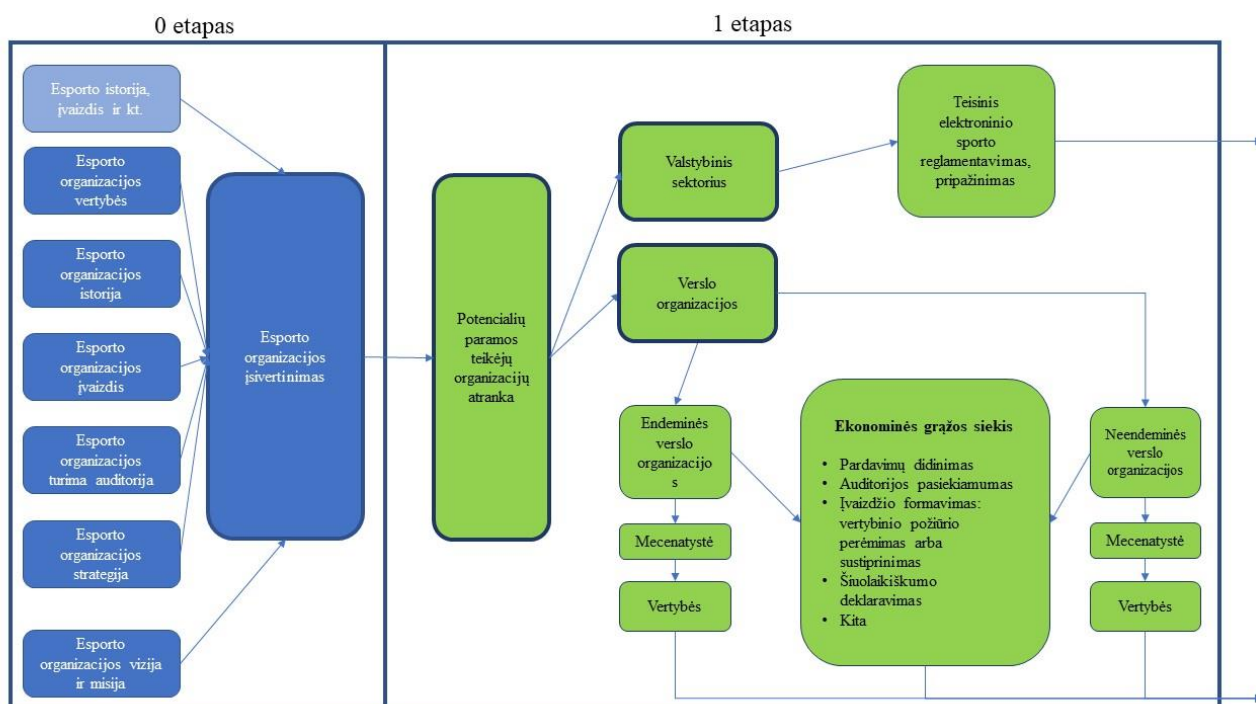 0 etapas
1 etapas
Esporto istorija,
įvaizdis ir kt.
Esporto
organizacijos
vertybės
Esporto
organizacijos
istorija
Esporto
organizacijos
įvaizdis
Esporto
organizacijos
turima auditorija
Esporto
organizacijos
strategija
Esporto
organizacijos vizija
ir misija
Esporto
organizacijos
įsivertinimas
Potencialių
paramos
teikėjų
organizacijų
atranka
Valstybinis
sektorius
Teisinis
elektroninio
sporto
reglamentavimas,
pripažinimas
Verslo
organizacijos
Endeminės
verslo
organizacijo
s
Mecenatystė
Vertybės
Ekonominės grąžos siekis
• Pardavimų didinimas
• Auditorijos pasiekiamumas
• Įvaizdžio formavimas:
vertybinio požiūrio
perėmimas arba
sustiprinimas
• Šiuolaikiškumo
deklaravimas
• Kita
Neendeminės
verslo
organizacijos
Mecenatystė
Vertybės